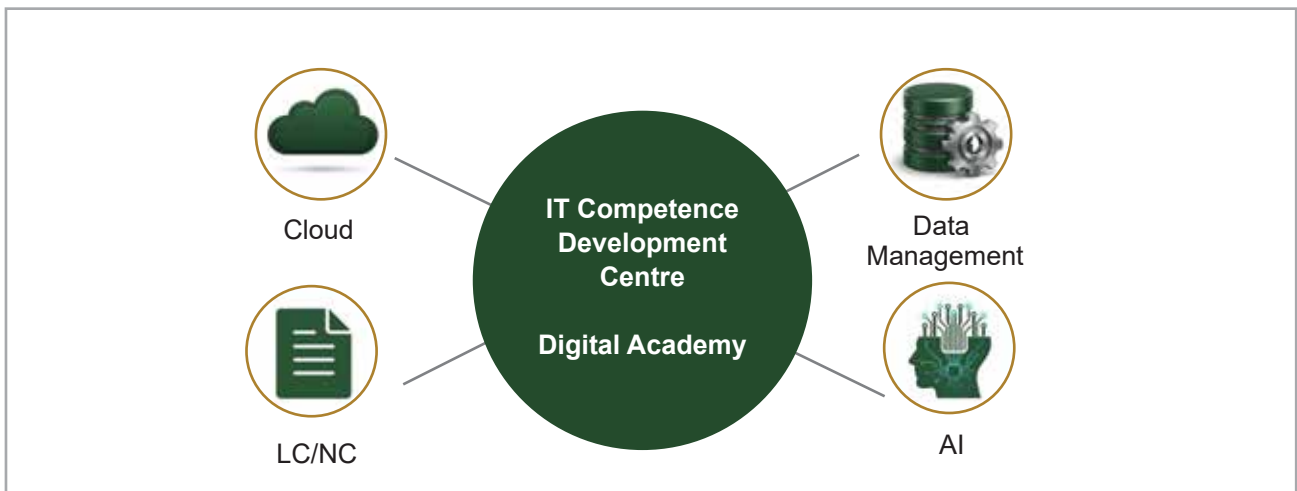 Cloud
LC/NC
IT Competence
Development
Centre
Digital Academy
Data
Management
AI